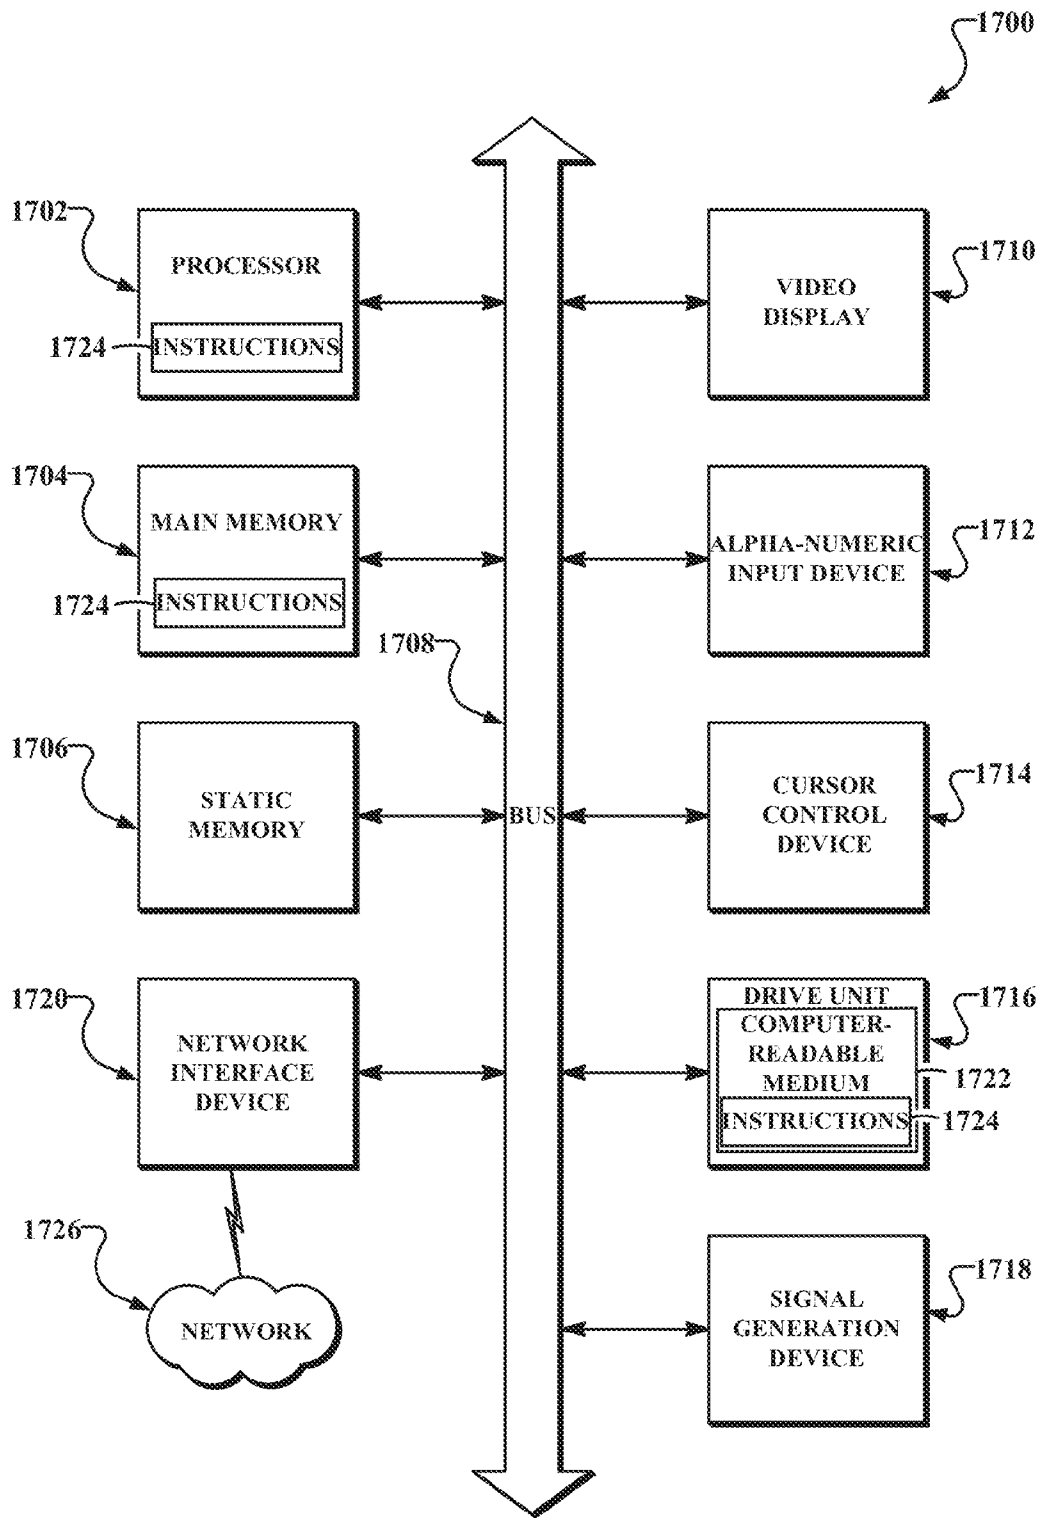 1700
1702
PROCESSOR
1724
INSTRUCTIONS
1704
MAIN MEMORY
1724
INSTRUCTIONS
1708
1706
STATIC
MEMORY
BUS
1720
NETWORK
INTERFACE
DEVICE
1726
NETWORK
VIDEO
DISPLAY
1710
ALPHA-NUMERIC
INPUT DEVICE
1712
CURSOR
CONTROL
DEVICE
1714
DRIVE UNIT
COMPUTER-
READABLE
MEDIUM
INSTRUCTIONS
1716
1722
1724
SIGNAL
GENERATION
DEVICE
1718